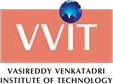 VVIT
VASIREDDY VENKATADRI
INSTITUTE OF TECHNOLOGY